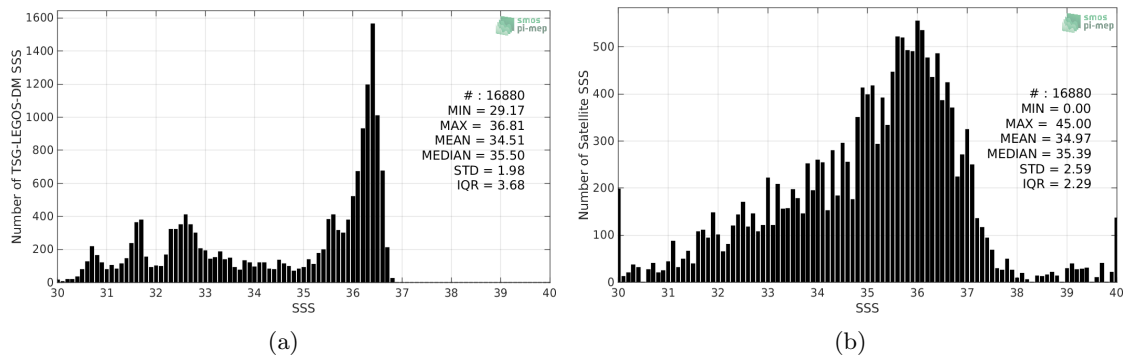 smos
pi-mep
1600
1400
1200
1000
800
600
400
200
0
Number of TSG-LEGOS-DM SSS
# : 16880
MIN = 29.17
MAX = 36.81
MEAN = 34.51
MEDIAN = 35.50
STD = 1.98
IQR = 3.68
30 31 32 33 34 35 36 37 38 39 40
SSS
(a)
smos
pi-mep
500
400
300
200
100
0
Number of Satellite SSS
# : 16880
MIN = 0.00
MAX = 45.00
MEAN = 34.97
MEDIAN = 35.39
STD = 2.59
IQR = 2.29
30 31 32 33 34 35 36 37 38 39 40
SSS
(b)